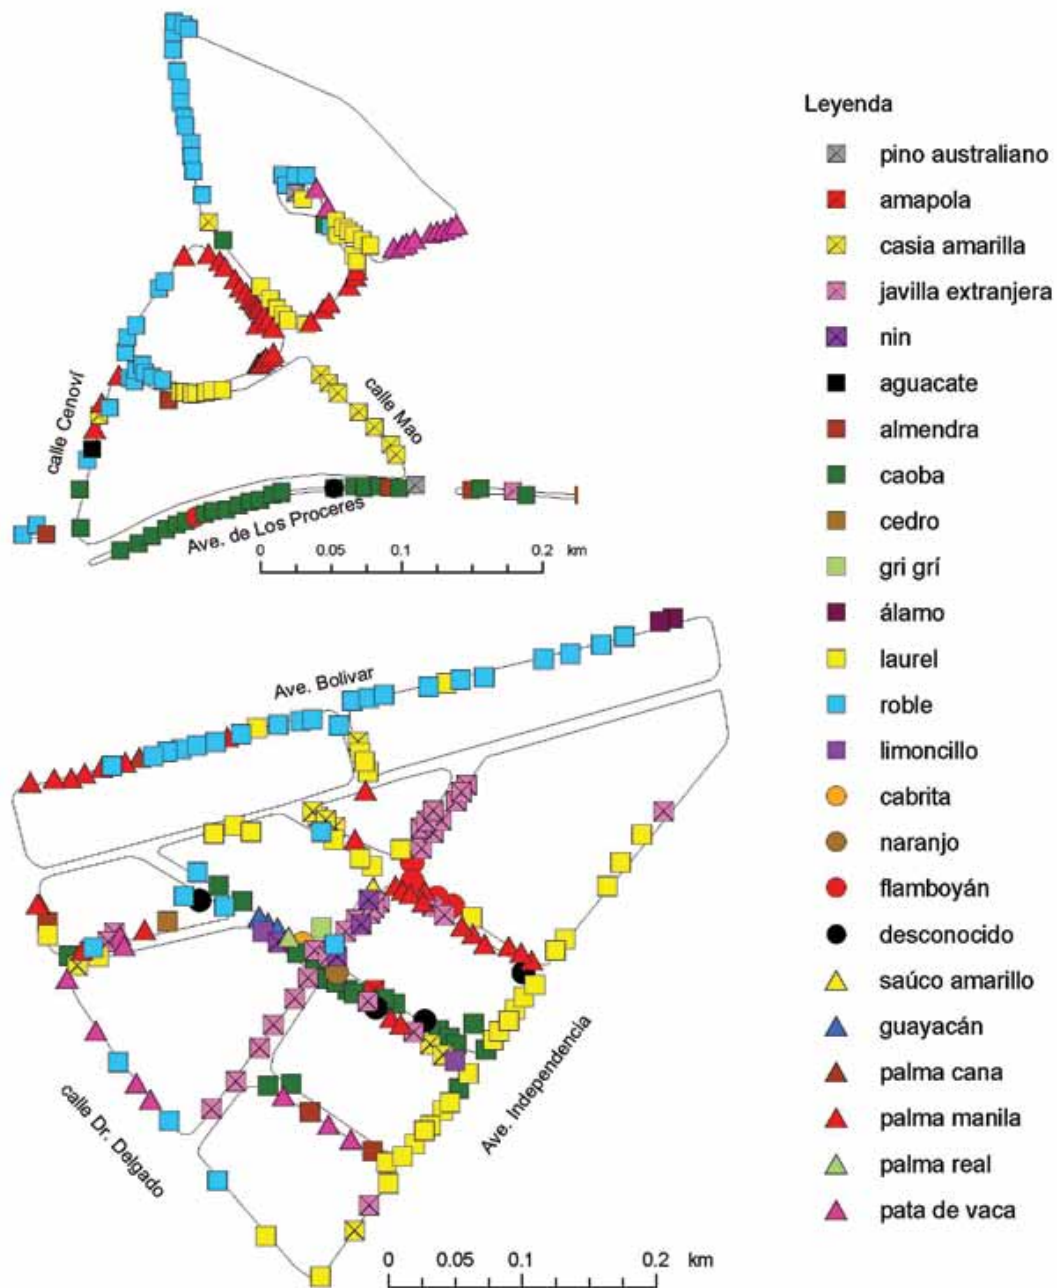 Leyenda
pino australiano
amapola
casia amarilla
javilla extranjera
nin
aguacate
almendra
caoba
cedro
gri grí
álamo
laurel
roble
limoncillo
cabrita
naranjo
flamboyán
desconocido
saúco amarillo
guayacán
palma cana
palma manila
palma real
pata de vaca
calle Cenoví
calle Mao
Ave. de Los Proceres
0 0.05 0.1 0.2 km
Ave. Bolivar
Ave. Independencia
calle Dr. Delgado
0 0.05 0.1 0.2 km